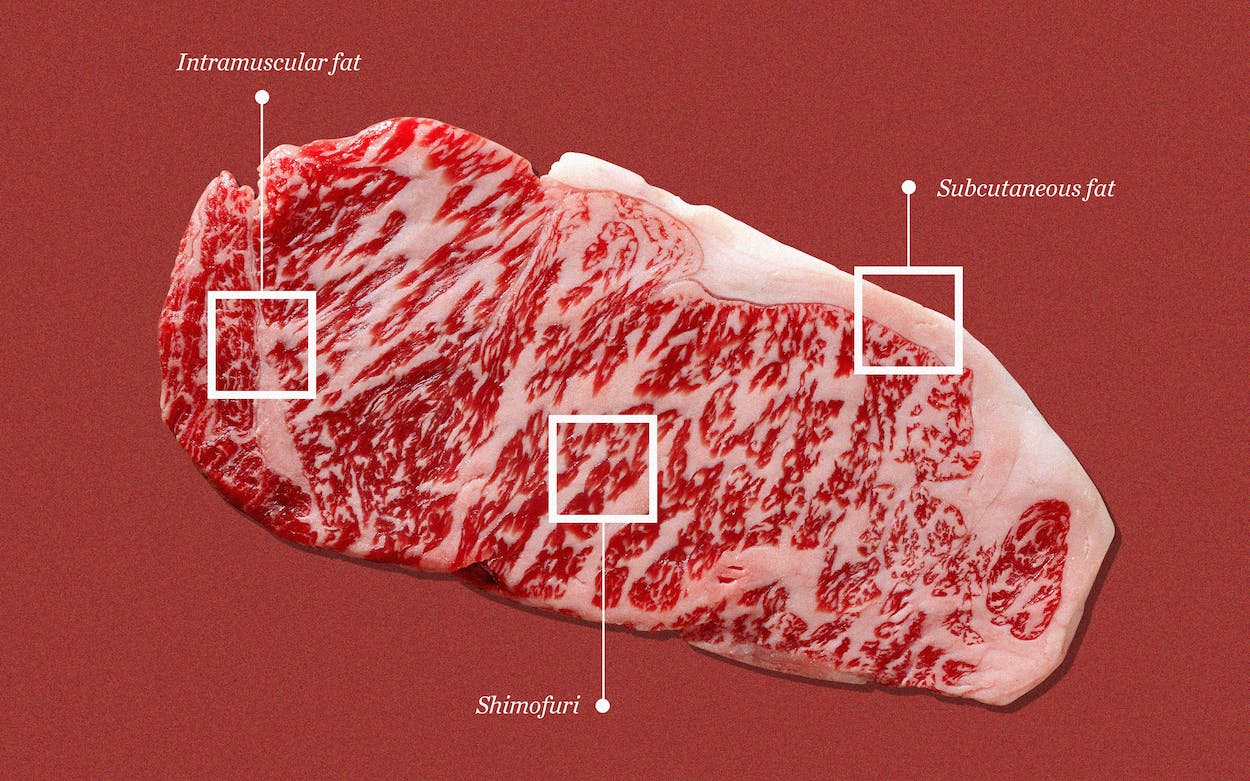 Intramuscular fat
Subcutaneous fat
Shimofuri